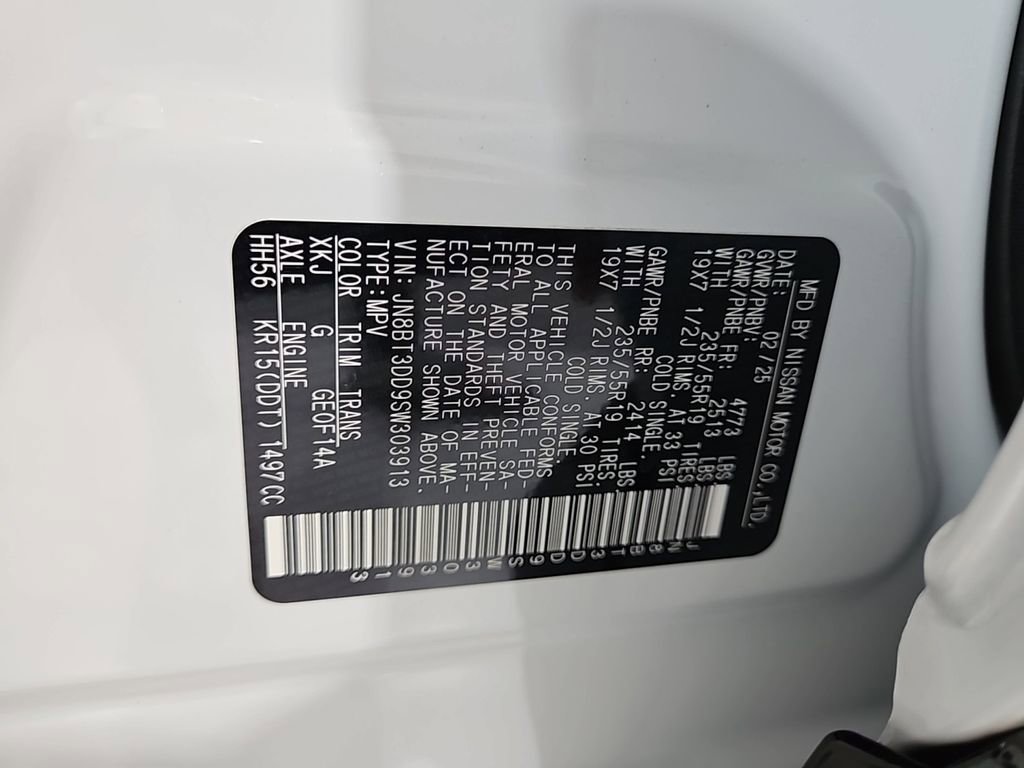 MFD BY NISSAN MOTOR CO.,LTD.
DATE: 02/25
GVWR/PNBV: 4773 LBS
GAWR/PNBE FR: 2513 LBS
WITH 235/55R19 TIRES
19X7 1/2J RIMS. AT 33 PSI
COLD SINGLE.
GAWR/PNBE RR: 2414 LBS
WITH 235/55R19 TIRES.
19X7 1/2J RIMS. AT 30 PSI
COLD SINGLE
THIS VEHICLE CONFORMS
TO ALL APPLICABLE FED-
ERAL MOTOR VEHICLE SA-
FETY AND THEFT PREVEN-
TION STANDARDS IN EFF-
ECT ON THE DATE OF MA-
NUFACTURE SHOWN ABOVE.
VIN: JN8BT3DD9SW303913
TYPE:MPV
COLOR TRIM TRANS
XKJ G GE0F14A
AXLE ENGINE
HH56 KR15(DDT) 1497CC
JN8BT3DD9SW303913